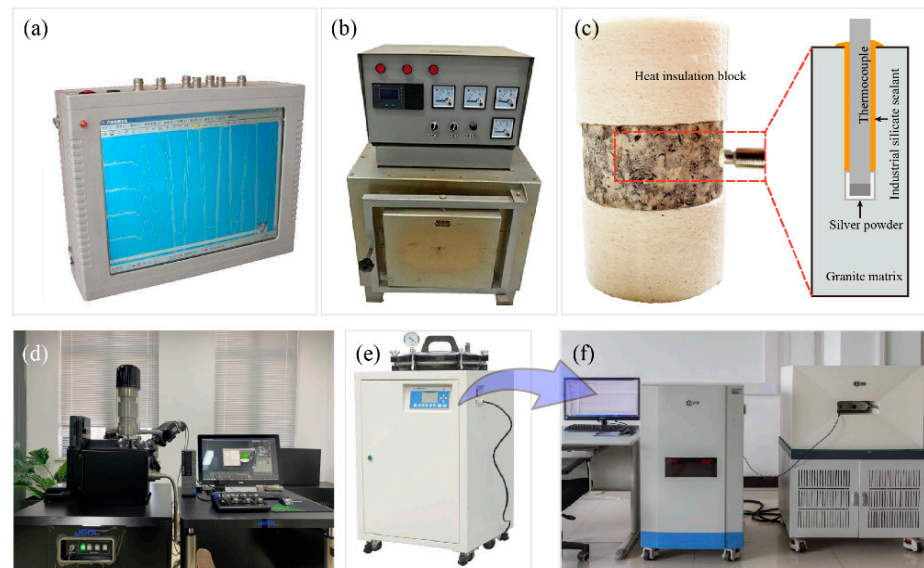 (a)
(b)
(c)
Heat insulation block
Thermocouple
Industrial silicate sealant
Silver powder
Granite matrix
(d)
(e)
(f)